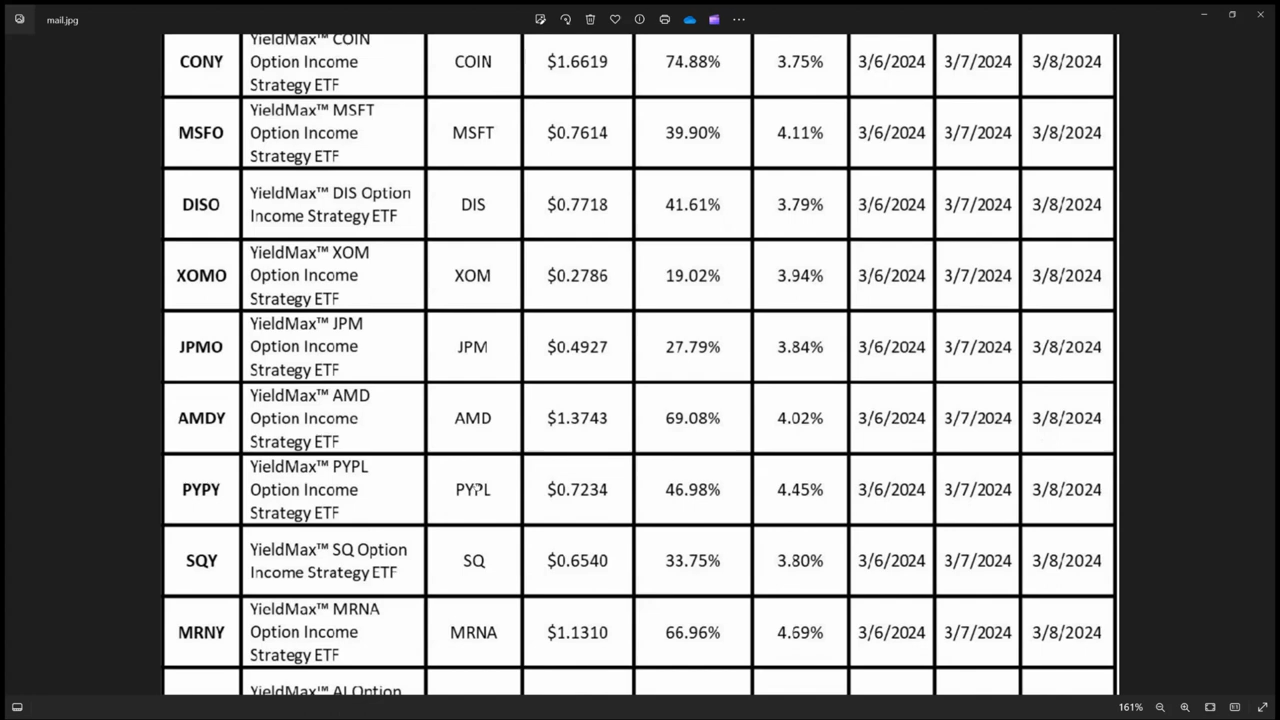 mail.jpg
CONY YieldMax™ COIN Option Income Strategy ETF COIN $1.6619 74.88% 3.75% 3/6/2024 3/7/2024 3/8/2024
MSFO YieldMax™ MSFT Option Income Strategy ETF MSFT $0.7614 39.90% 4.11% 3/6/2024 3/7/2024 3/8/2024
DISO YieldMax™ DIS Option Income Strategy ETF DIS $0.7718 41.61% 3.79% 3/6/2024 3/7/2024 3/8/2024
XOMO YieldMax™ XOM Option Income Strategy ETF XOM $0.2786 19.02% 3.94% 3/6/2024 3/7/2024 3/8/2024
JPMO YieldMax™ JPM Option Income Strategy ETF JPM $0.4927 27.79% 3.84% 3/6/2024 3/7/2024 3/8/2024
AMDY YieldMax™ AMD Option Income Strategy ETF AMD $1.3743 69.08% 4.02% 3/6/2024 3/7/2024 3/8/2024
PYPY YieldMax™ PYPL Option Income Strategy ETF PYPL $0.7234 46.98% 4.45% 3/6/2024 3/7/2024 3/8/2024
SQY YieldMax™ SQ Option Income Strategy ETF SQ $0.6540 33.75% 3.80% 3/6/2024 3/7/2024 3/8/2024
MRNY YieldMax™ MRNA Option Income Strategy ETF MRNA $1.1310 66.96% 4.69% 3/6/2024 3/7/2024 3/8/2024
YieldMax™ AI Option
161%